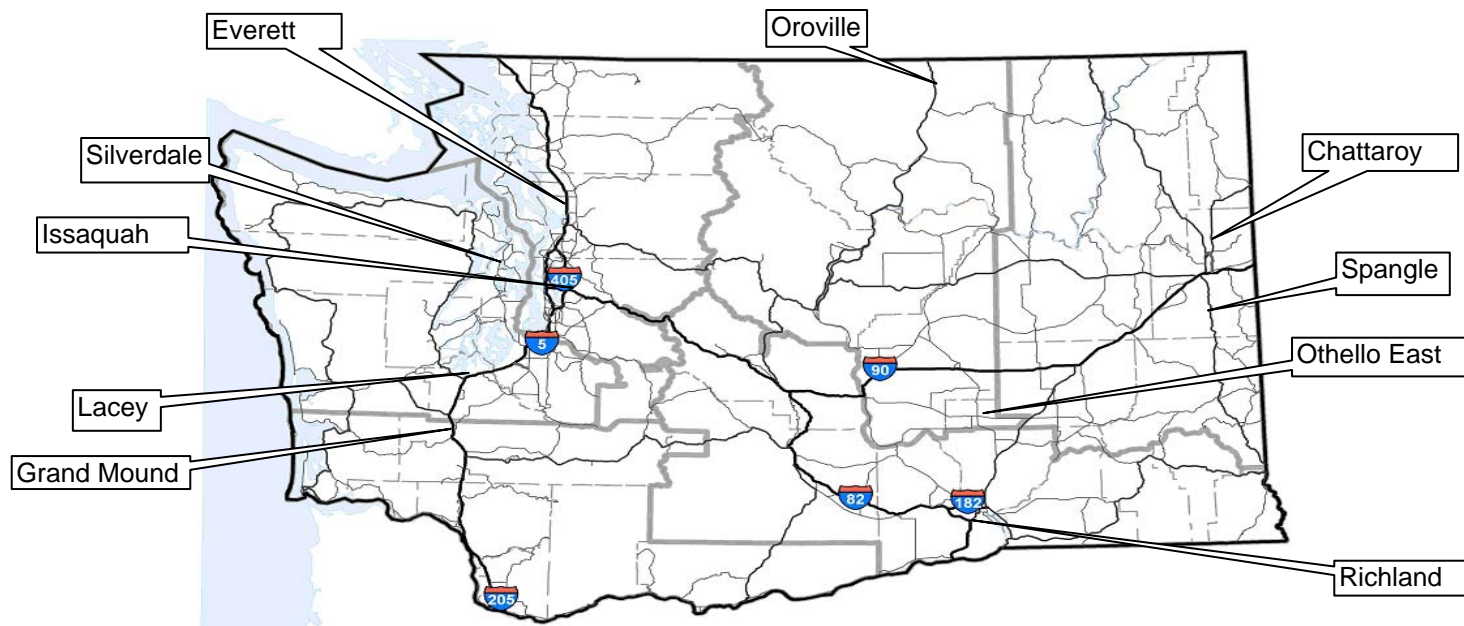 Everett
Oroville
Silverdale
Chattaroy
Issaquah
Spangle
405
5
Othello East
90
Lacey
Grand Mound
82
182
Richland
205